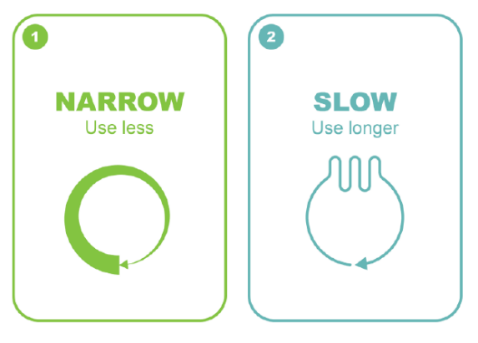 1
NARROW
Use less
2
SLOW
Use longer